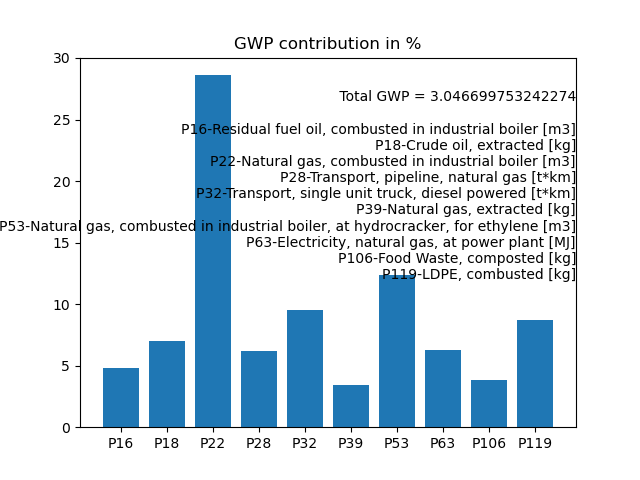 GWP contribution in %
30
25
20
15
10
5
0
Total GWP = 3.046699753242274
P16-Residual fuel oil, combusted in industrial boiler [m3]
P18-Crude oil, extracted [kg]
P22-Natural gas, combusted in industrial boiler [m3]
P28-Transport, pipeline, natural gas [t*km]
P32-Transport, single unit truck, diesel powered [t*km]
P39-Natural gas, extracted [kg]
P53-Natural gas, combusted in industrial boiler, at hydrocracker, for ethylene [m3]
P63-Electricity, natural gas, at power plant [MJ]
P106-Food Waste, composted [kg]
P119-LDPE, combusted [kg]
P16 P18 P22 P28 P32 P39 P53 P63 P106 P119